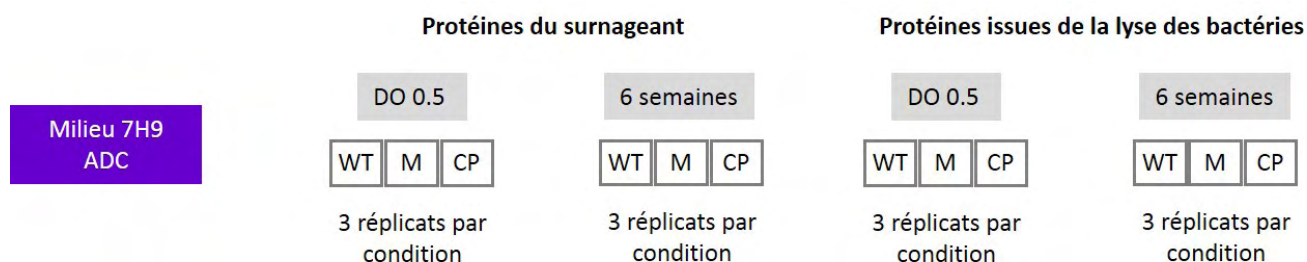 Protéines du surnageant
Protéines issues de la lyse des bactéries
Milieu 7H9
ADC
DO 0.5
WT M CP
3 réplicats par
condition
6 semaines
WT M CP
3 réplicats par
condition
DO 0.5
WT M CP
3 réplicats par
condition
6 semaines
WT M CP
3 réplicats par
condition